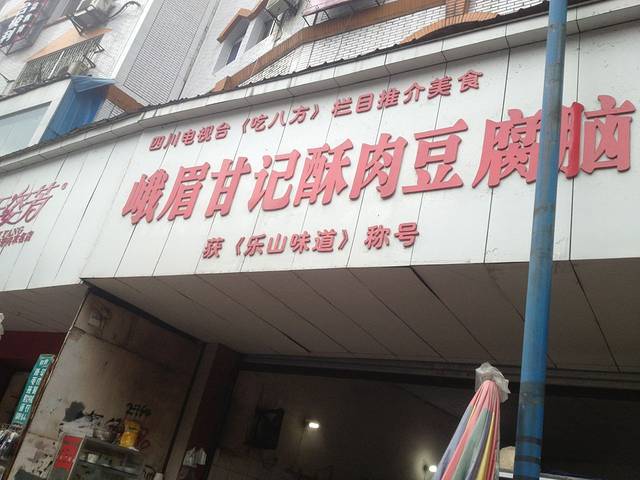 四川电视台《吃八方》栏目推介美食
峨眉甘记酥肉豆腐脑
获《乐山味道》称号